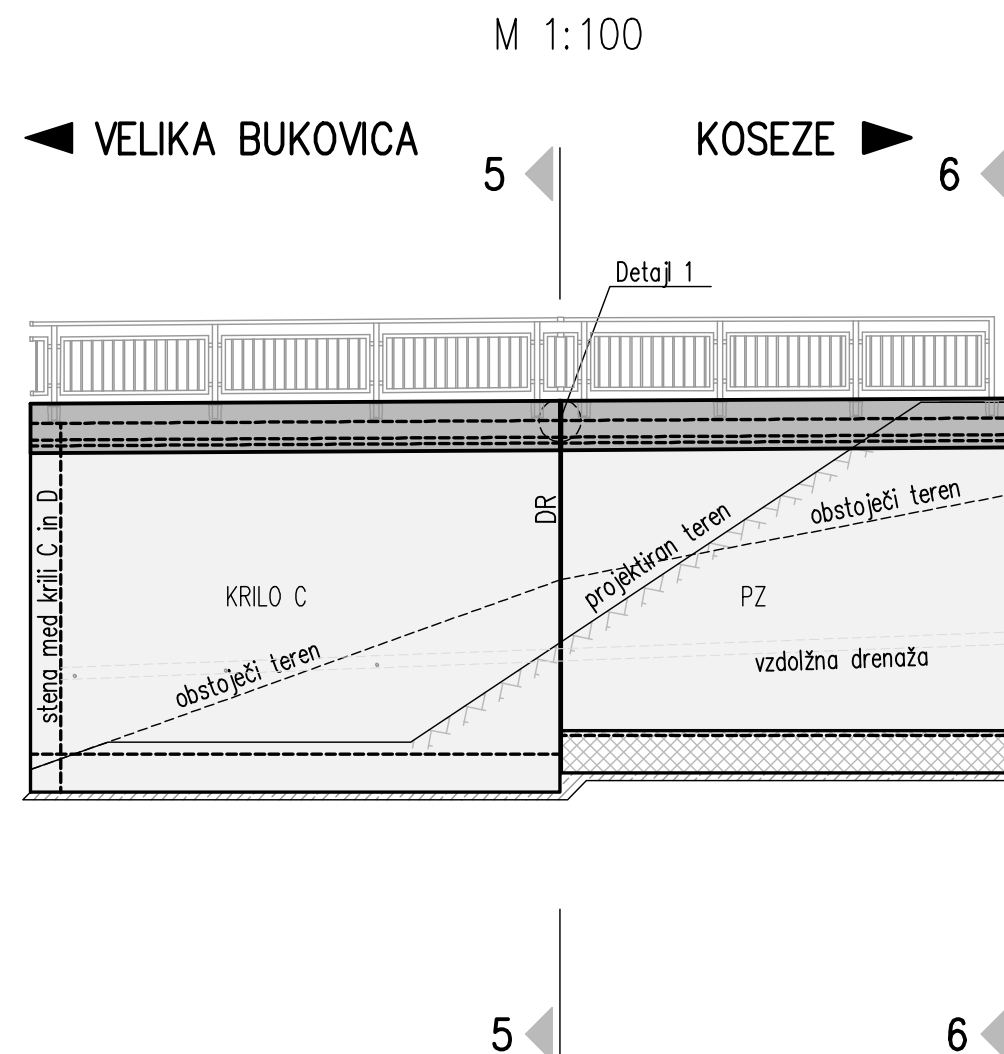 M 1:100
VELIKA BUKOVICA
KOSEZE
5
6
Detajl 1
stena med krili C in D
DR
projektiran teren
obstoječi teren
KRILO C
PZ
obstoječi teren
vzdolžna drenaža
5
6